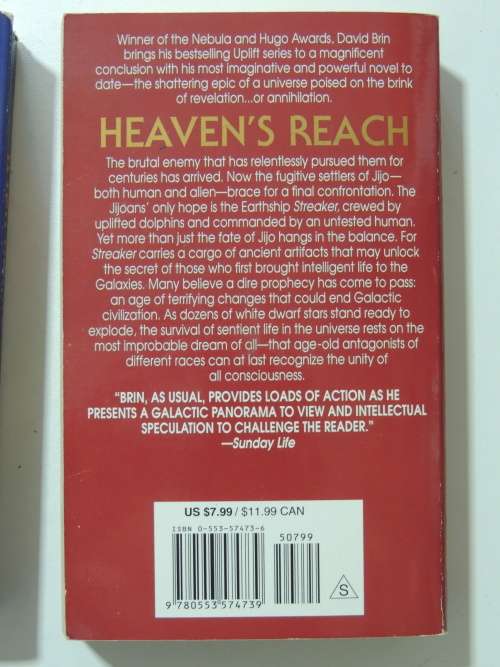 Winner of the Nebula and Hugo Awards, David Brin
brings his bestselling Uplift series to a magnificent
conclusion with his most imaginative and powerful novel to
date—the shattering epic of a universe poised on the brink
of revelation...or annihilation.
HEAVEN'S REACH
The brutal enemy that has relentlessly pursued them for
centuries has arrived. Now the fugitive settlers of Jijo—
both human and alien—brace for a final confrontation. The
Jijoans' only hope is the Earthship Streaker, crewed by
uplifted dolphins and commanded by an untested human.
Yet more than just the fate of Jijo hangs in the balance. For
Streaker carries a cargo of ancient artifacts that may unlock
the secret of those who first brought intelligent life to the
Galaxies. Many believe a dire prophecy has come to pass:
an age of terrifying changes that could end Galactic
civilization. As dozens of white dwarf stars stand ready to
explode, the survival of sentient life in the universe rests on the
most improbable dream of all—that age-old antagonists of
different races can at last recognize the unity of
all consciousness.
"BRIN, AS USUAL, PROVIDES LOADS OF ACTION AS HE
PRESENTS A GALACTIC PANORAMA TO VIEW AND INTELLECTUAL
SPECULATION TO CHALLENGE THE READER."
—Sunday Life
US $7.99 / $11.99 CAN
ISBN 0-553-57473-6
50799
9 780553 574739
S